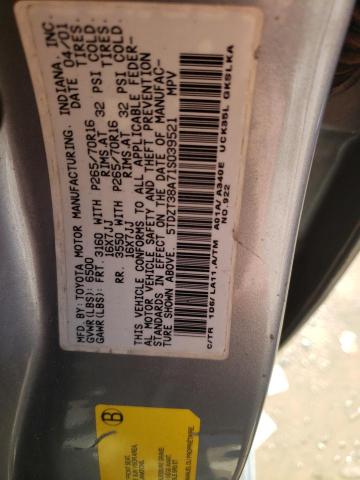 MFD. BY: TOYOTA MOTOR MANUFACTURING, INDIANA, INC.
GVWR(LBS): 6500 DATE 04/01
GAWR(LBS): FRT. 3160 WITH P265/70R16 TIRES.
16X7JJ RIMS.AT 32 PSI COLD
RR. 3550 WITH P265/70R16 TIRES.
16X7JJ RIMS.AT 32 PSI COLD.
THIS VEHICLE CONFORMS TO ALL APPLICABLE FEDER-
AL MOTOR VEHICLE SAFETY AND THEFT PREVENTION
STANDARDS IN EFFECT ON THE DATE OF MANUFAC-
TURE SHOWN ABOVE.
5TDZT38A71S039521 MPV
C/TR 1D6/ LA11,A/TM A01A/ A340E UCK35L GKSLKA
NO.922
B